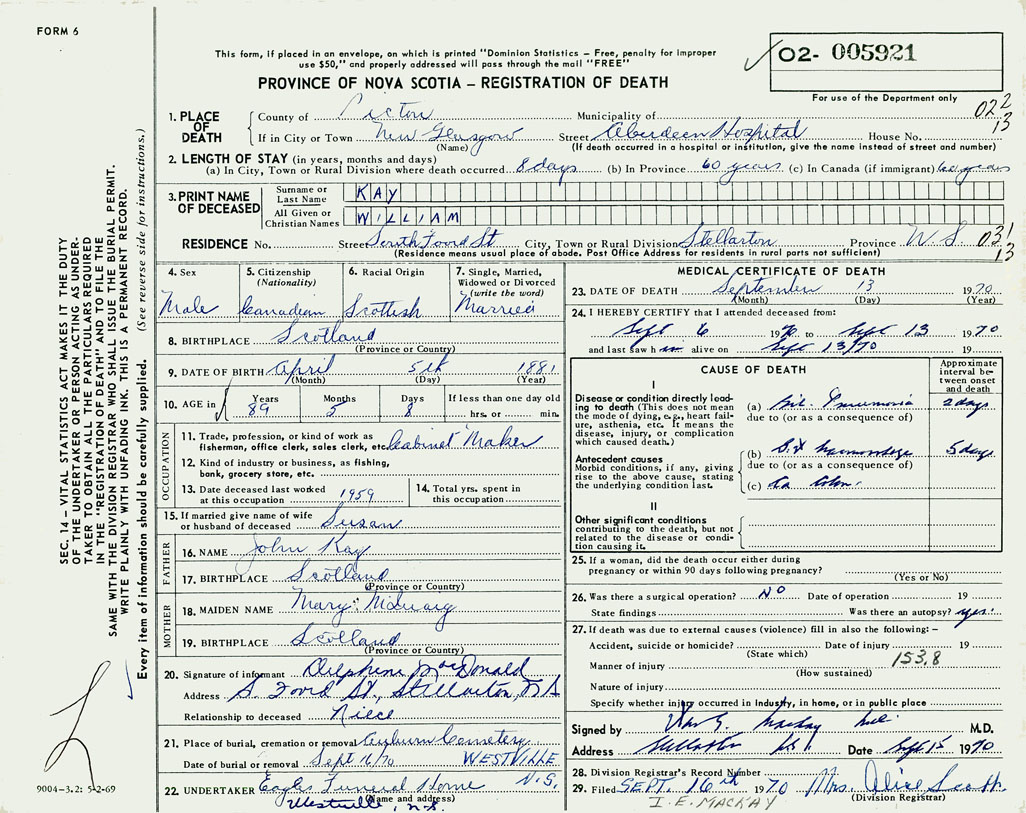 FORM 6
This form, if placed in an envelope, on which is printed "Dominion Statistics – Free, penalty for improper
use $50," and properly addressed will pass through the mail "FREE"
02- 005921
PROVINCE OF NOVA SCOTIA – REGISTRATION OF DEATH
For use of the Department only
1. PLACE OF DEATH
County of Pictou Municipality of 022
If in City or Town New Glasgow Street Aberdeen Hospital House No. 13
(Name) (If death occurred in a hospital or institution, give the name instead of street and number)
2. LENGTH OF STAY (in years, months and days)
(a) In City, Town or Rural Division where death occurred 8 days (b) In Province 60 years (c) In Canada (if immigrant) 60 years
3. PRINT NAME OF DECEASED
Surname or Last Name KAY
All Given or Christian Names WILLIAM
RESIDENCE No. Street South Foord St City, Town or Rural Division Stellarton Province N.S. 031
(Residence means usual place of abode. Post Office Address for residents in rural parts not sufficient) 13
4. Sex Male
5. Citizenship (Nationality) Canadian
6. Racial Origin Scottish
7. Single, Married, Widowed or Divorced (write the word) Married
8. BIRTHPLACE Scotland
(Province or Country)
9. DATE OF BIRTH April 5th 1881
(Month) (Day) (Year)
10. AGE in Years 89 Months 5 Days 8 If less than one day old hrs. or min.
OCCUPATION
11. Trade, profession, or kind of work as
fisherman, office clerk, sales clerk, etc. Cabinet Maker
12. Kind of industry or business, as fishing,
bank, grocery store, etc.
13. Date deceased last worked
at this occupation 1959
14. Total yrs. spent in
this occupation
15. If married give name of wife
or husband of deceased Susan
FATHER
16. NAME John Kay
17. BIRTHPLACE Scotland
(Province or Country)
MOTHER
18. MAIDEN NAME Mary
19. BIRTHPLACE Scotland
(Province or Country)
20. Signature of informant Delphine MacDonald
Address S. Foord St, Stellarton, N.S
Relationship to deceased Niece
21. Place of burial, cremation or removal Auburn Cemetery
Date of burial or removal Sept 16/70 WESTVILLE
N.S.
22. UNDERTAKER Eagles Funeral Home
(Name and address)
Westville, N.S.
MEDICAL CERTIFICATE OF DEATH
23. DATE OF DEATH September 13 1970
(Month) (Day) (Year)
24. I HEREBY CERTIFY that I attended deceased from:
Sept 6 1970 to Sept 13 1970
and last saw him alive on Sept 13/70 19
CAUSE OF DEATH
Approximate interval between onset and death
I
Disease or condition directly leading
to death (This does not mean
the mode of dying, e.g., heart failure,
asthenia, etc. It means the
disease, injury, or complication
which caused death.)
(a) Bil. Pneumonia 2 days
due to (or as a consequence of)
Antecedent causes
Morbid conditions, if any, giving
rise to the above cause, stating
the underlying condition last.
(b) 5 days
due to (or as a consequence of)
(c) Ca Colon
II
Other significant conditions
contributing to the death, but not
related to the disease or condition
causing it.
25. If a woman, did the death occur either during
pregnancy or within 90 days following pregnancy?
(Yes or No)
26. Was there a surgical operation? NO Date of operation 19
State findings Was there an autopsy? yes.
27. If death was due to external causes (violence) fill in also the following: –
Accident, suicide or homicide? Date of injury 19
(State which) 153.8
Manner of injury
(How sustained)
Nature of injury
Specify whether injury occurred in Industry, in home, or in public place
Signed by MacKay M.D.
Address Stellarton N.S. Date Sept 15 1970
28. Division Registrar's Record Number
29. Filed SEPT. 16th 1970 Mrs. Alice Scott
I. E. MACKAY (Division Registrar)
SEC. 14 – VITAL STATISTICS ACT MAKES IT THE DUTY
OF THE UNDERTAKER OR PERSON ACTING AS UNDER-
TAKER TO OBTAIN ALL THE PARTICULARS REQUIRED
IN THE "REGISTRATION OF DEATH" AND TO FILE THE
SAME WITH THE DIVISION REGISTRAR WHO SHALL ISSUE THE BURIAL PERMIT.
WRITE PLAINLY WITH UNFADING INK. THIS IS A PERMANENT RECORD.
Every item of information should be carefully supplied. (See reverse side for instructions.)
9004-3.2: 5-2-69